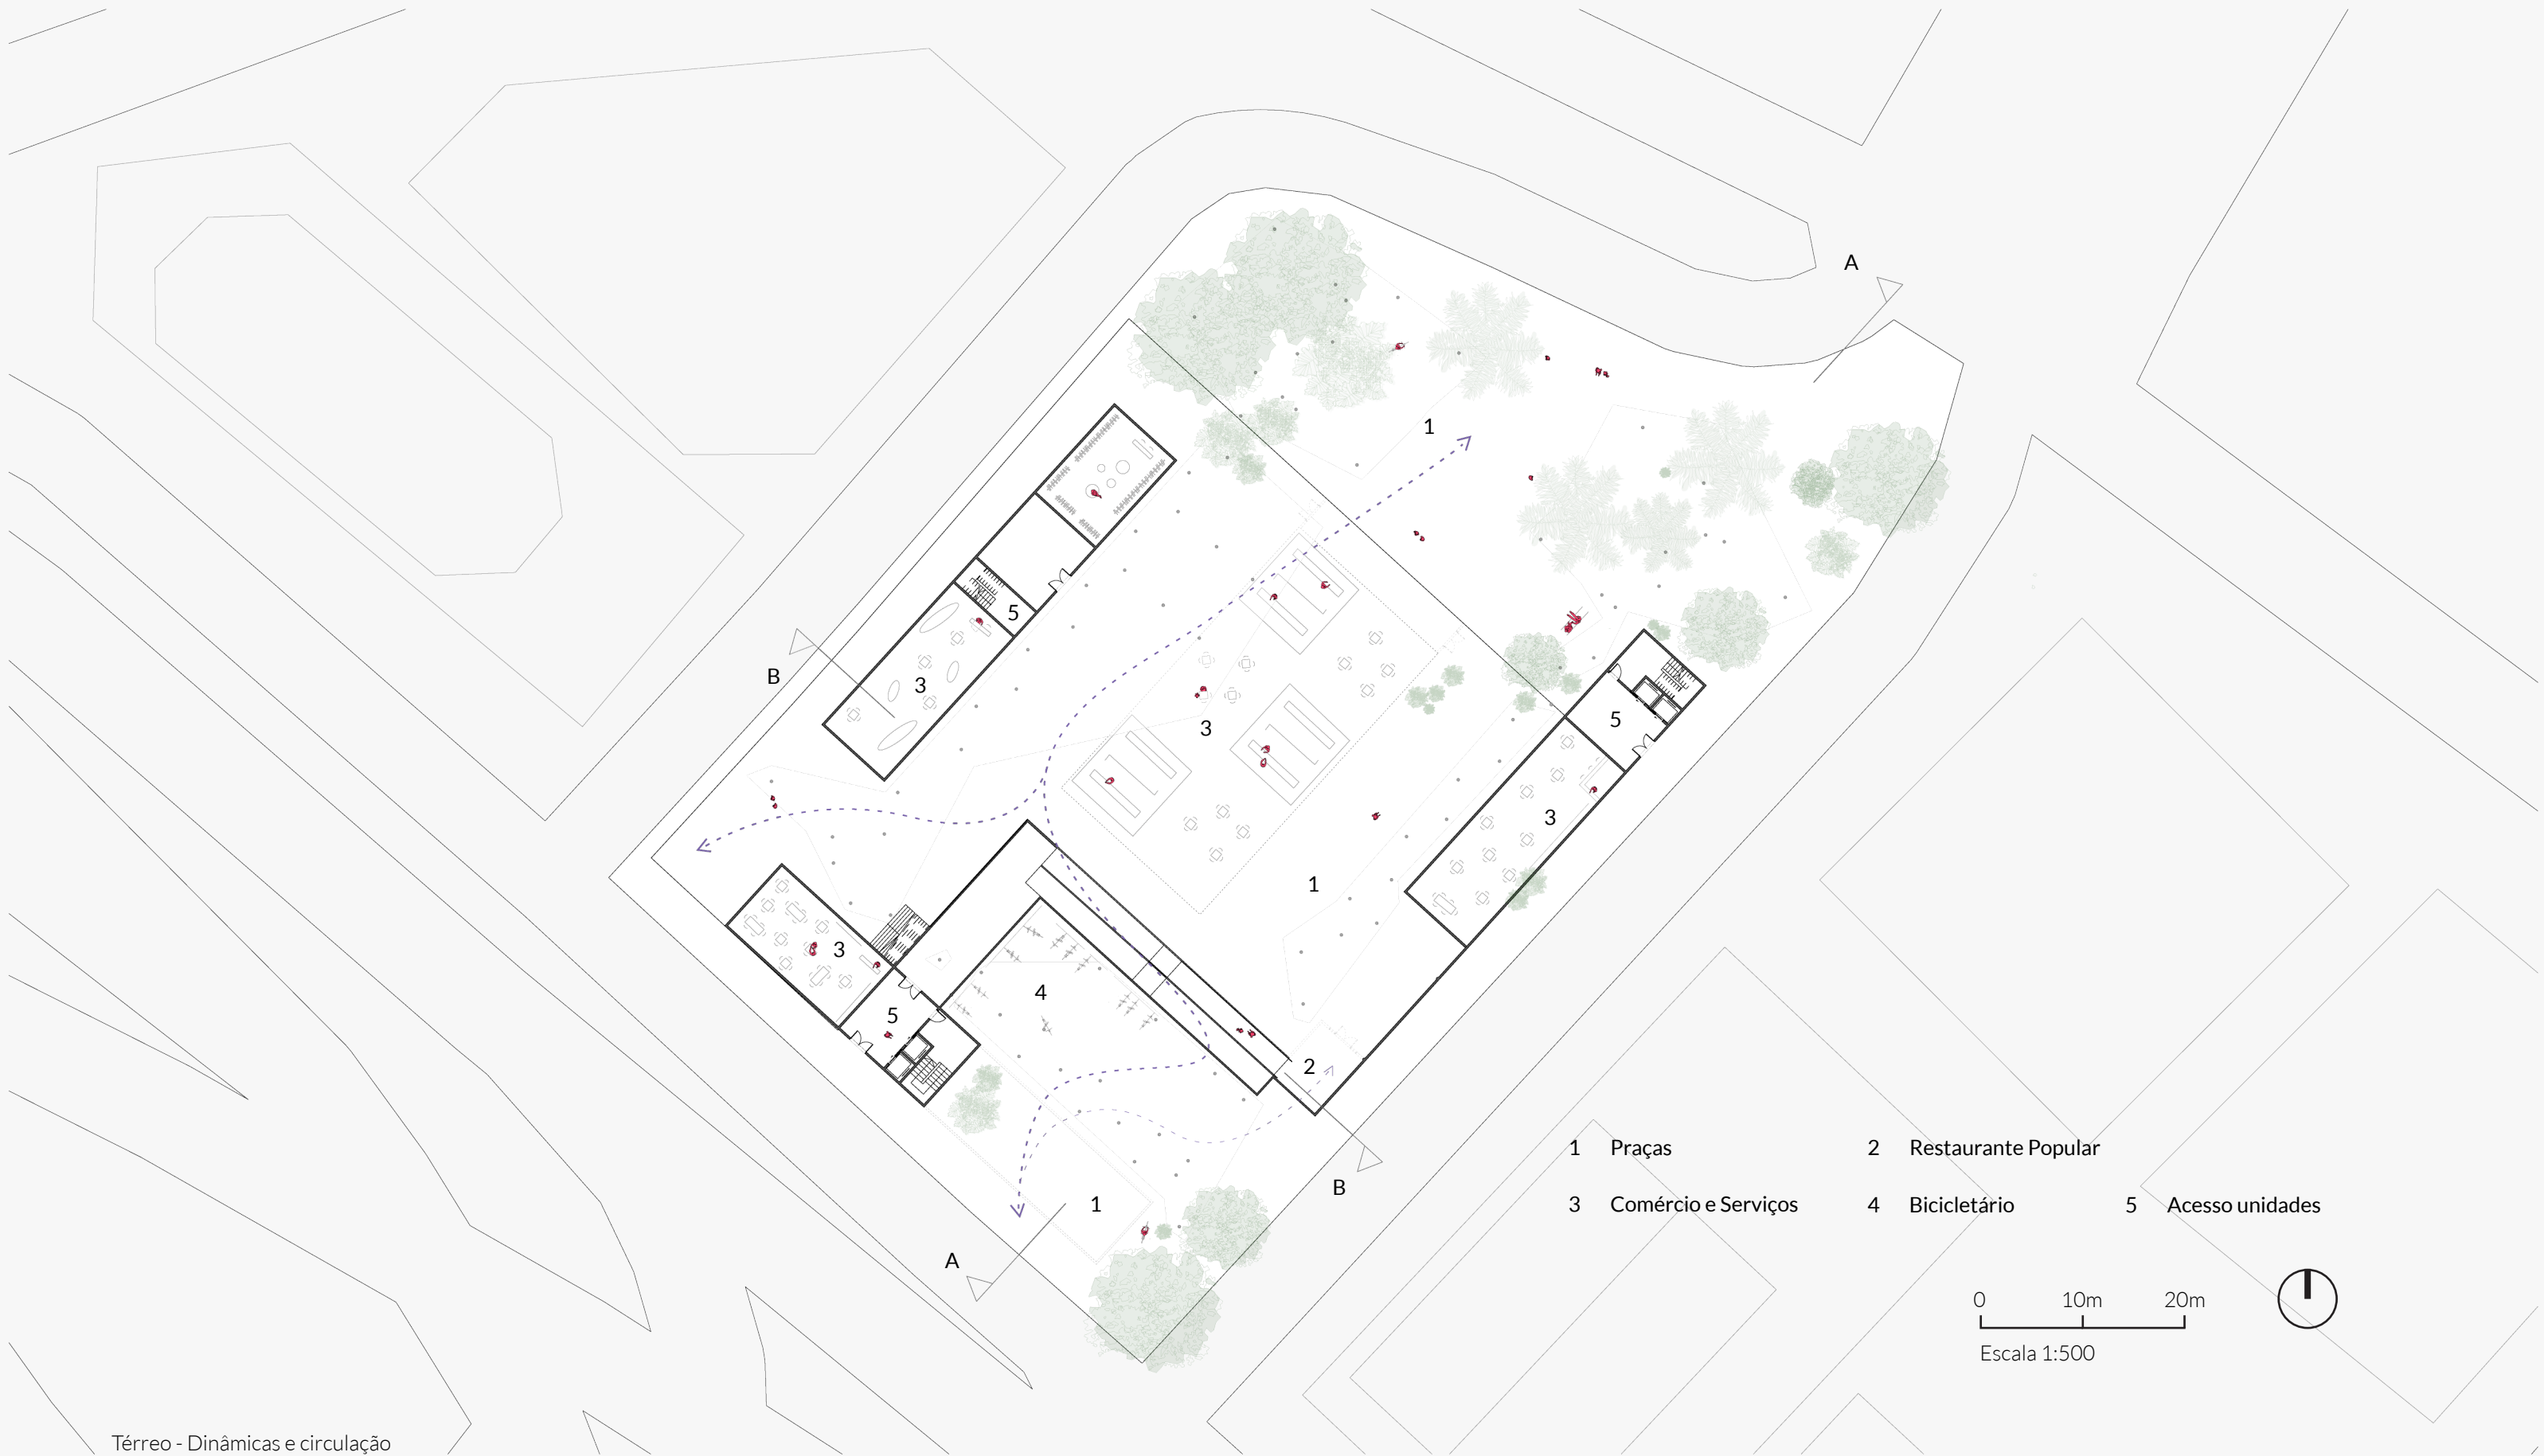 A
1
5
B
3
5
3
3
1
3
4
5
2
1
B
A
1 Praças 2 Restaurante Popular
3 Comércio e Serviços 4 Bicicletário 5 Acesso unidades
0 10m 20m
Escala 1:500
Térreo - Dinâmicas e circulação